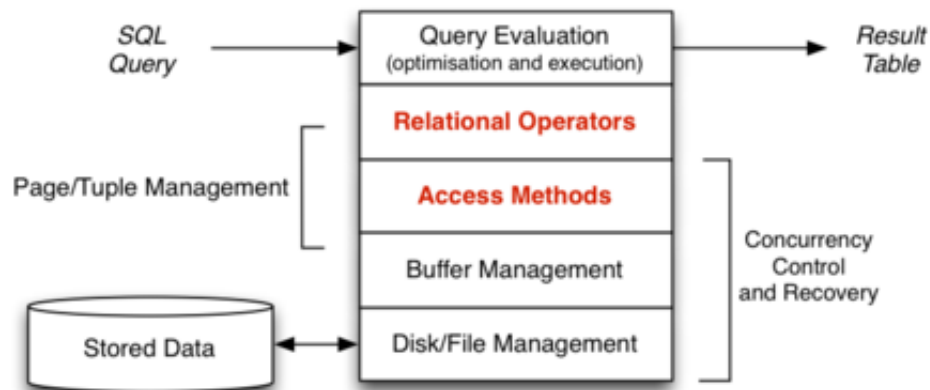 SQL
Query
Query Evaluation
(optimisation and execution)
Result
Table
Relational Operators
Page/Tuple Management
Access Methods
Buffer Management
Concurrency
Control
and Recovery
Stored Data
Disk/File Management